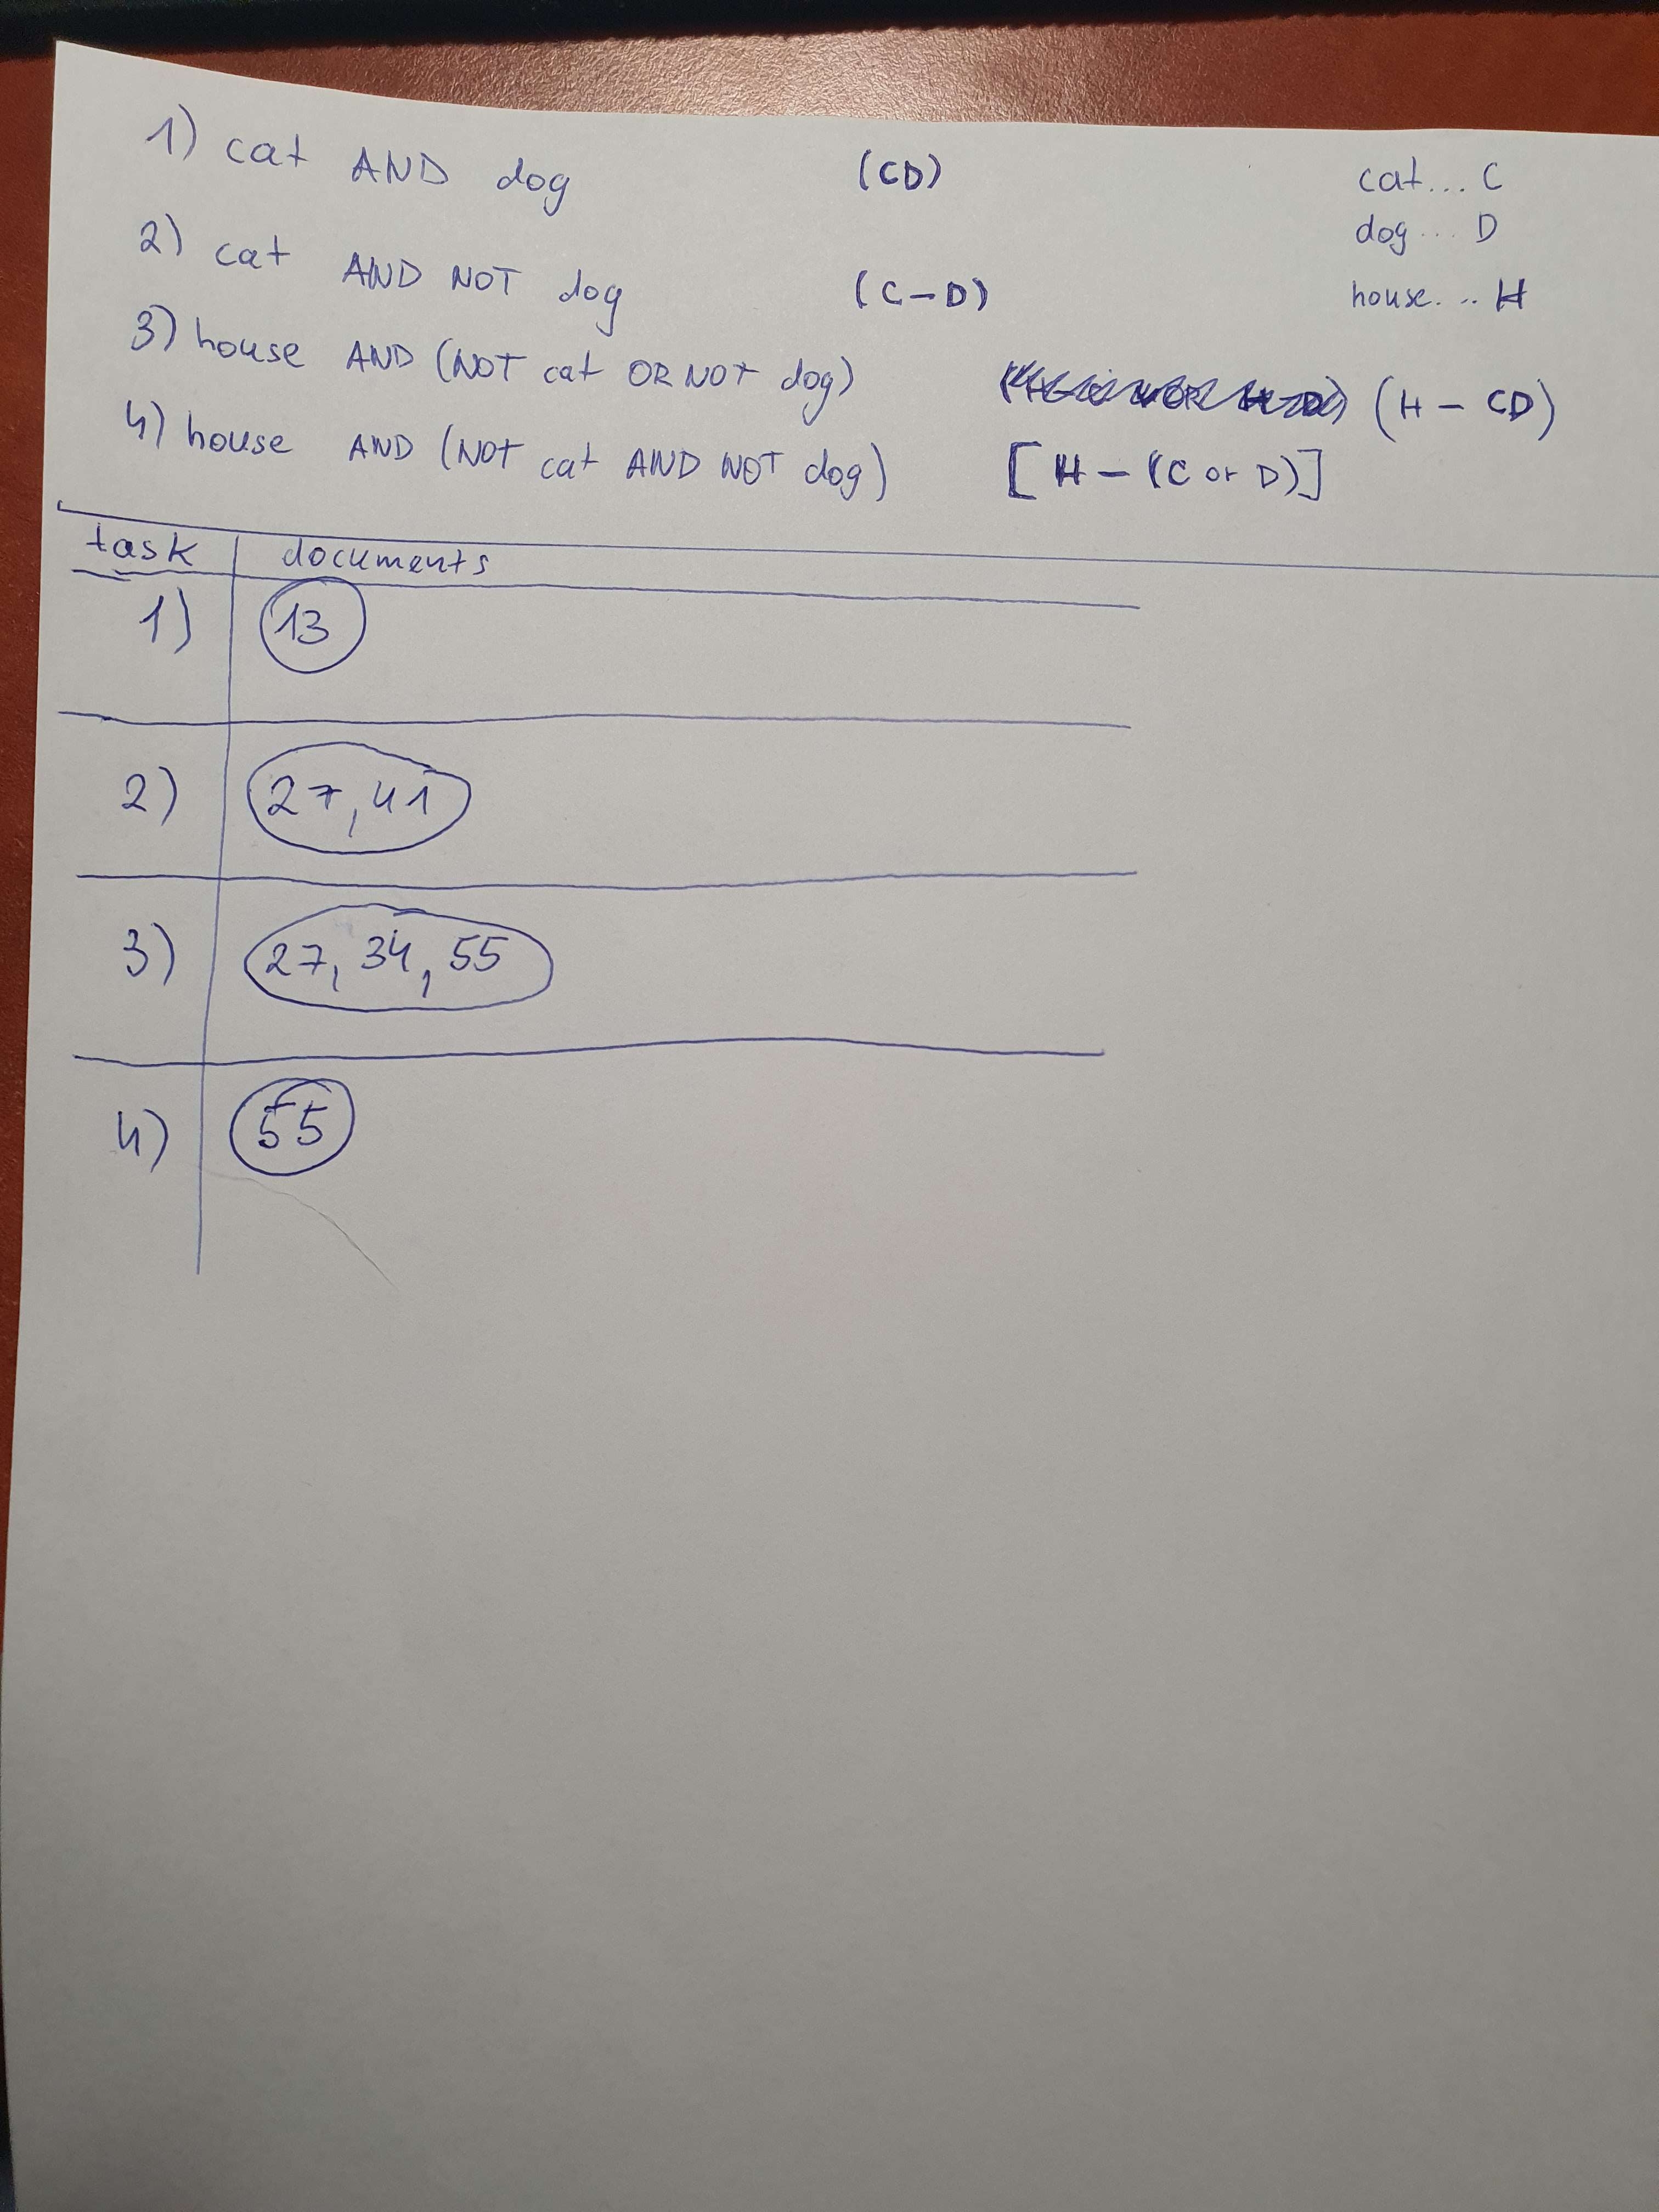 1) cat AND dog (CD) cat... C
2) cat AND NOT dog (C-D) dog... D
house... H
3) house AND (NOT cat OR NOT dog) (H - CD)
4) house AND (NOT cat AND NOT dog) [H - (C or D)]
task documents
1) 13
2) 27, 41
3) 27, 34, 55
4) 55